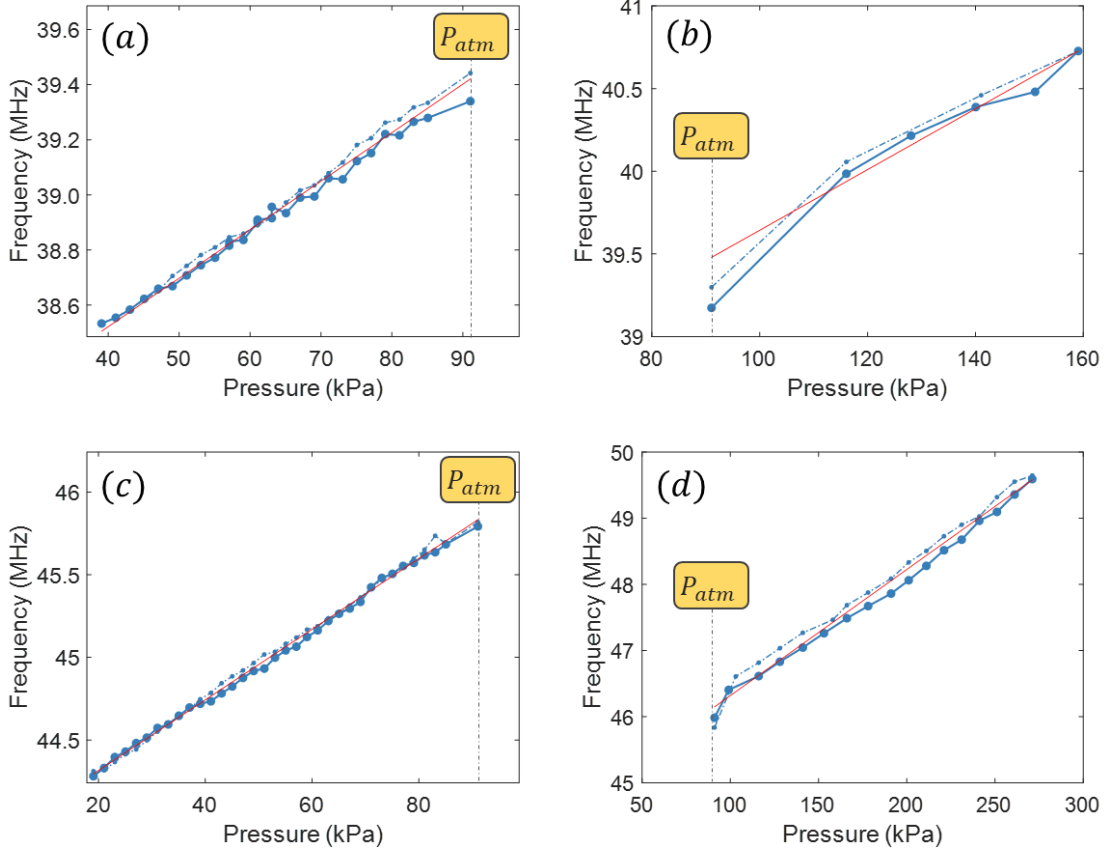 (a)
P_atm
39.6
39.4
39.2
39.0
38.8
38.6
Frequency (MHz)
40 50 60 70 80 90
Pressure (kPa)
(b)
P_atm
41
40.5
40
39.5
39
Frequency (MHz)
80 100 120 140 160
Pressure (kPa)
(c)
P_atm
46
45.5
45
44.5
Frequency (MHz)
20 40 60 80
Pressure (kPa)
(d)
P_atm
50
49
48
47
46
45
Frequency (MHz)
50 100 150 200 250 300
Pressure (kPa)